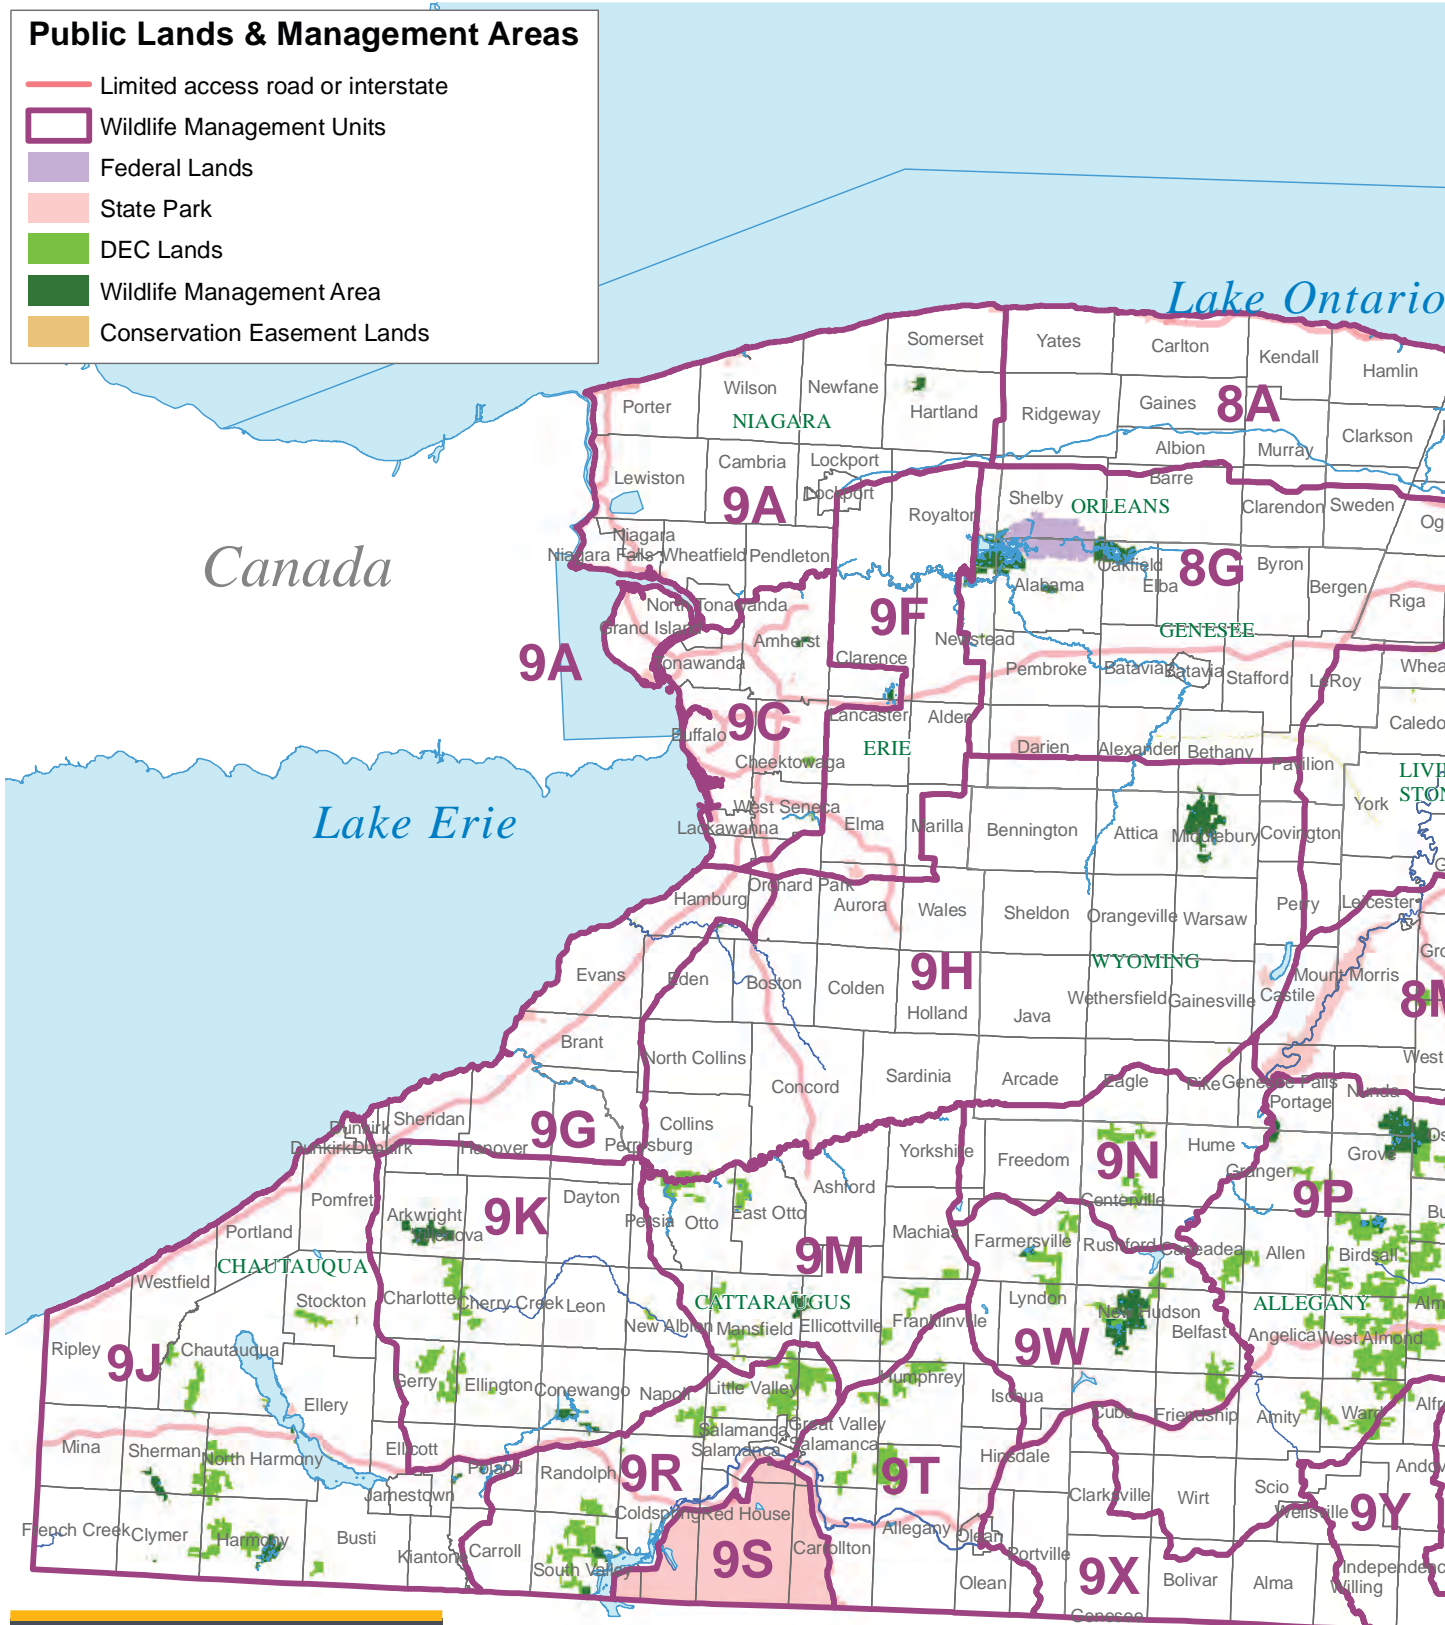 Public Lands & Management Areas
Limited access road or interstate
Wildlife Management Units
Federal Lands
State Park
DEC Lands
Wildlife Management Area
Conservation Easement Lands
Lake Ontario
Somerset
Yates
Carlton
Kendall
Hamlin
Wilson
Newfane
Porter
Hartland
Ridgeway
Gaines
8A
NIAGARA
Clarkson
Albion
Murray
Cambria
Lockport
Lewiston
Lockport
Barre
9A
Shelby
ORLEANS
Clarendon
Sweden
Royalton
Niagara
Niagara Falls
Wheatfield
Pendleton
Canada
Oakfield
8G
Byron
Alabama
Elba
Bergen
Riga
North Tonawanda
9F
Grand Island
Amherst
Newstead
GENESEE
9A
Tonawanda
Clarence
Pembroke
Batavia
Batavia
Stafford
LeRoy
9C
Lancaster
Alden
Buffalo
ERIE
Darien
Alexander
Bethany
Cheektowaga
Pavilion
York
Lake Erie
West Seneca
Lackawanna
Elma
Marilla
Bennington
Attica
Middlebury
Covington
Orchard Park
Hamburg
Aurora
Wales
Sheldon
Orangeville
Warsaw
Perry
Leicester
WYOMING
Evans
Eden
Boston
Colden
9H
Mount Morris
Castile
Wethersfield
Gainesville
Holland
Java
Brant
North Collins
Concord
Sardinia
Arcade
Eagle
Pike
Genesee Falls
Nunda
Portage
Sheridan
Dunkirk
Dunkirk
Dunkirk
Hanover
9G
Collins
Perrysburg
Yorkshire
Freedom
9N
Hume
Grove
Granger
Pomfret
Dayton
Ashford
Centerville
9P
Arkwright
Villenova
9K
Persia
Otto
East Otto
Portland
Machias
Farmersville
Rushford
Caneadea
Allen
Birdsall
CHAUTAUQUA
9M
Westfield
Stockton
Charlotte
Cherry Creek
Leon
CATTARAUGUS
Lyndon
New Hudson
ALLEGANY
New Albion
Mansfield
Ellicottville
Franklinville
Belfast
Angelica
West Almond
Ripley
9J
Chautauqua
9W
Gerry
Ellington
Conewango
Napoli
Little Valley
Humphrey
Ischua
Ellery
Cuba
Friendship
Amity
Ward
Salamanca
Great Valley
Mina
Sherman
North Harmony
Ellicott
Salamanca
Salamanca
Hinsdale
Poland
Randolph
9R
9T
Jamestown
Clarksville
Wirt
Scio
Wellsville
9Y
French Creek
Clymer
Harmony
Busti
Kiantone
Carroll
Coldspring
Red House
Carrollton
Allegany
Olean
Portville
South Valley
9S
Olean
9X
Bolivar
Alma
Willing
Genesee